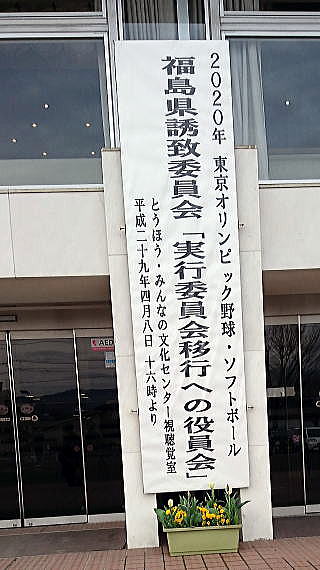 2020年 東京オリンピック野球・ソフトボール
福島県誘致委員会「実行委員会移行への役員会」
とうほう・みんなの文化センター視聴覚室
平成二十九年四月八日 十六時より
AED